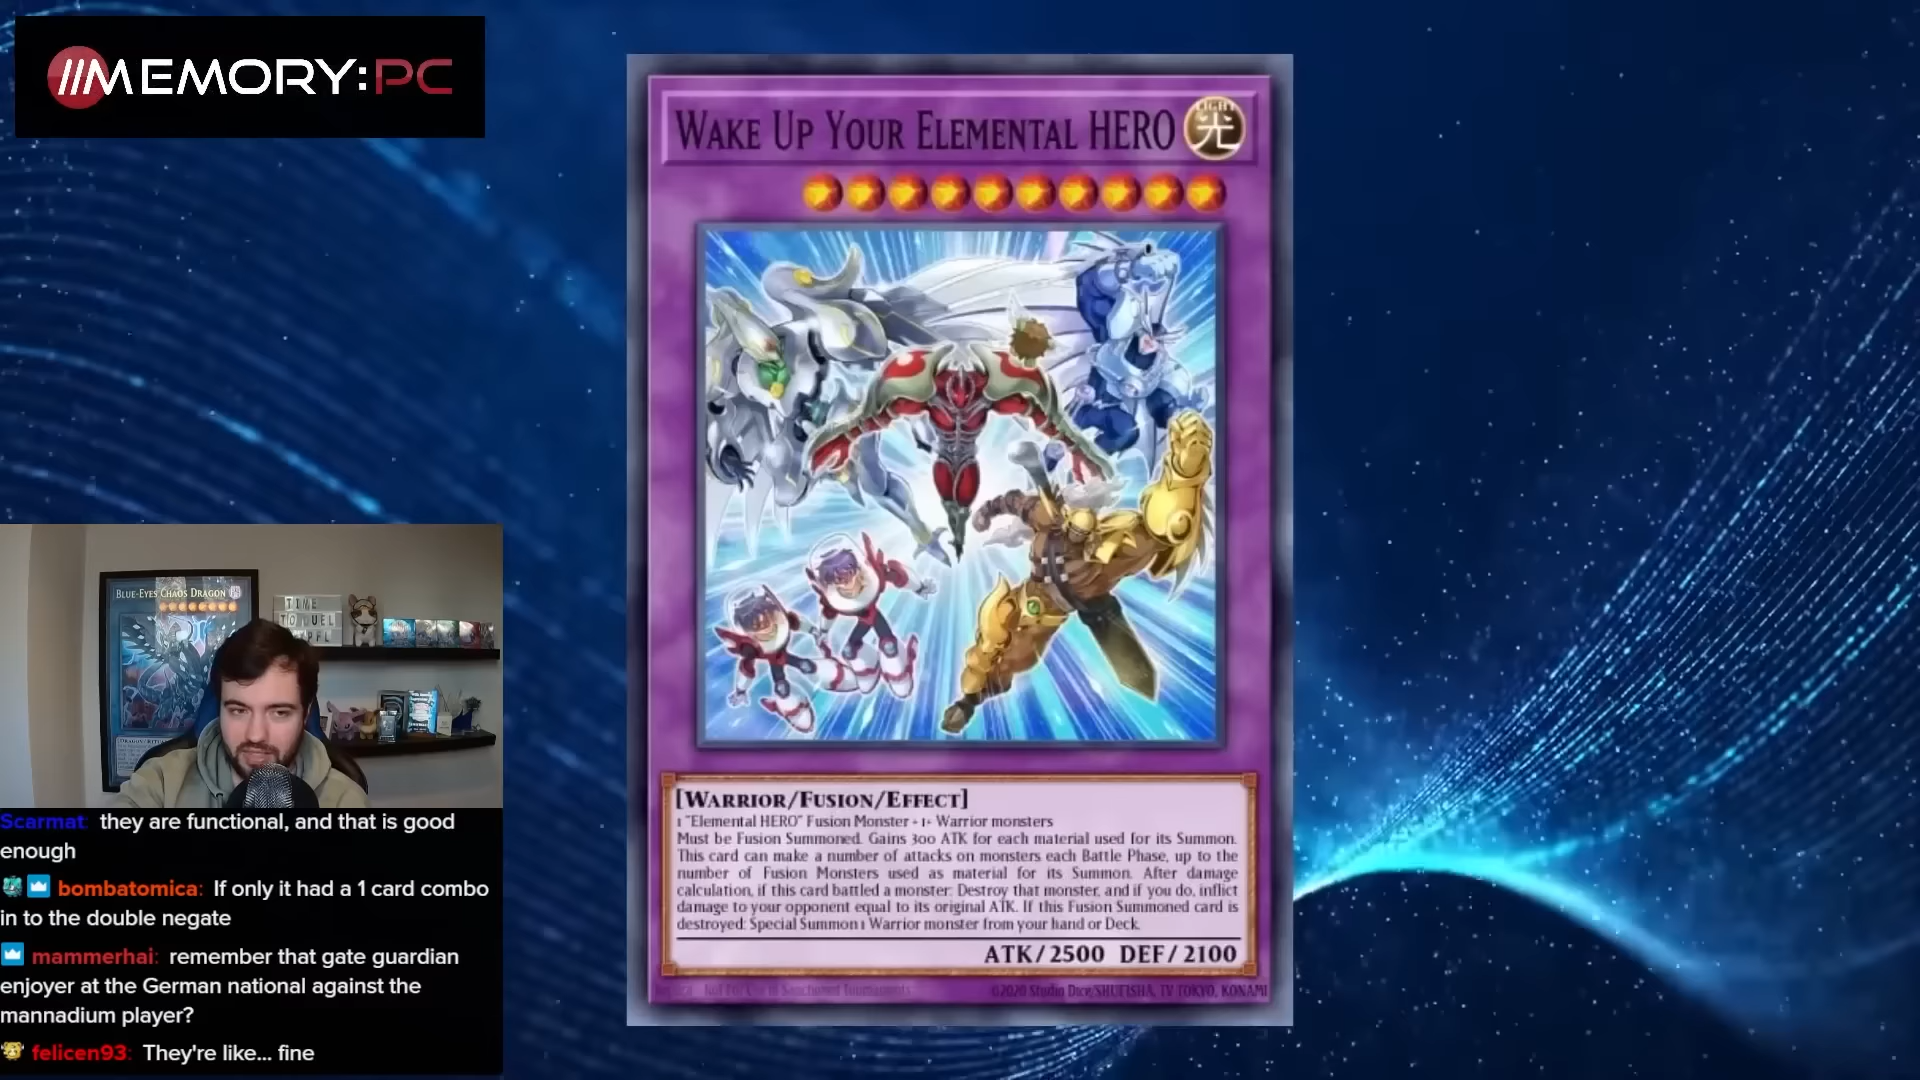 MEMORY:PC
WAKE UP YOUR ELEMENTAL HERO
LIGHT
光
BLUE-EYES CHAOS DRAGON
TIME
TO DUEL
[WARRIOR/FUSION/EFFECT]
1 "Elemental HERO" Fusion Monster + 1+ Warrior monsters
Must be Fusion Summoned. Gains 300 ATK for each material used for its Summon.
This card can make a number of attacks on monsters each Battle Phase, up to the
number of Fusion Monsters used as material for its Summon. After damage
calculation, if this card battled a monster: Destroy that monster, and if you do, inflict
damage to your opponent equal to its original ATK. If this Fusion Summoned card is
destroyed: Special Summon 1 Warrior monster from your hand or Deck.
ATK/2500 DEF/2100
Not For Use in Sanctioned Tournaments
©2020 Studio Dice/SHUEISHA, TV TOKYO, KONAMI
Scarmat: they are functional, and that is good
enough
bombatomica: If only it had a 1 card combo
in to the double negate
mammerhai: remember that gate guardian
enjoyer at the German national against the
mannadium player?
felicen93: They're like... fine